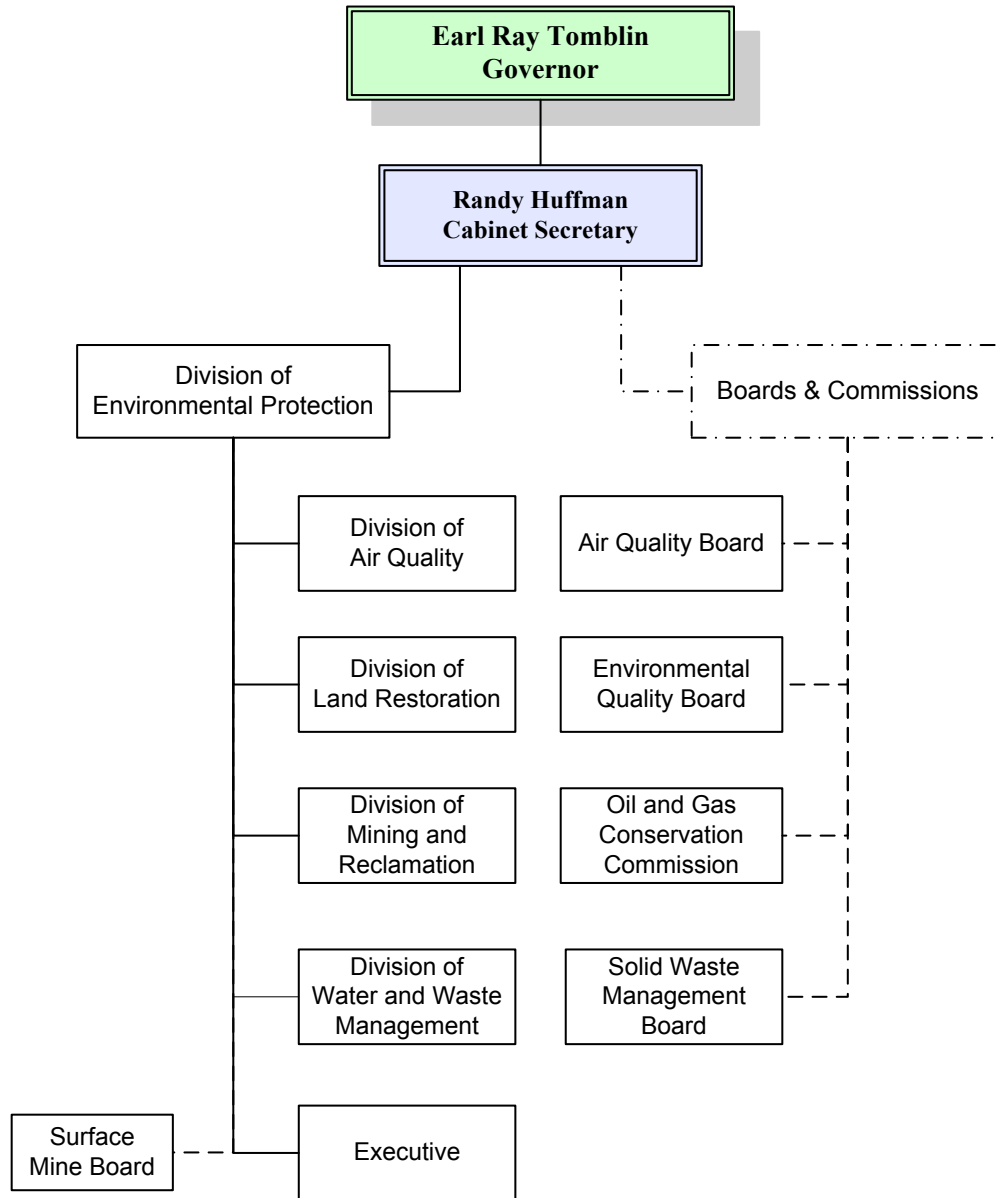 Earl Ray Tomblin
Governor
Randy Huffman
Cabinet Secretary
Division of
Environmental Protection
Boards & Commissions
Division of
Air Quality
Air Quality Board
Division of
Land Restoration
Environmental
Quality Board
Division of
Mining and
Reclamation
Oil and Gas
Conservation
Commission
Division of
Water and Waste
Management
Solid Waste
Management
Board
Surface
Mine Board
Executive